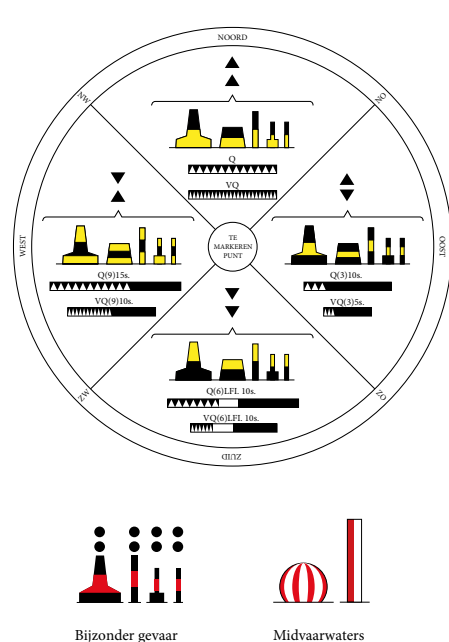 NOORD
NW
NO
Q
VQ
WEST
TE
MARKEREN
PUNT
OOST
Q(9)15s.
VQ(9)10s.
Q(3)10s.
VQ(3)5s.
Q(6)LFL 10s.
VQ(6)LFL 10s.
ZW
ZO
ZUID
Bijzonder gevaar
Midvaarwaters